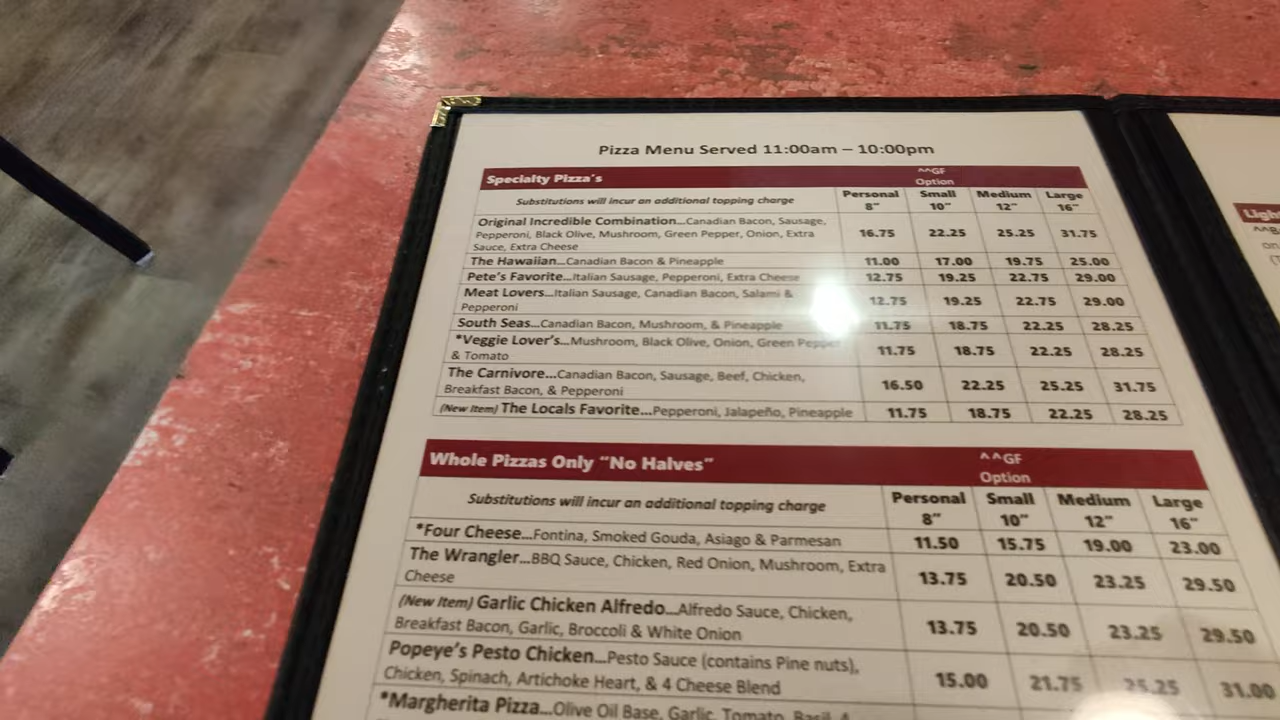 Pizza Menu Served 11:00am – 10:00pm
Specialty Pizza's ^^GF
Option
Substitutions will incur an additional topping charge Personal 8" Small 10" Medium 12" Large 16"
Original Incredible Combination...Canadian Bacon, Sausage,
Pepperoni, Black Olive, Mushroom, Green Pepper, Onion, Extra 16.75 22.25 25.25 31.75
Sauce, Extra Cheese
The Hawaiian...Canadian Bacon & Pineapple 11.00 17.00 19.75 25.00
Pete's Favorite...Italian Sausage, Pepperoni, Extra Cheese 12.75 19.25 22.75 29.00
Meat Lovers...Italian Sausage, Canadian Bacon, Salami & 12.75 19.25 22.75 29.00
Pepperoni
South Seas...Canadian Bacon, Mushroom, & Pineapple 11.75 18.75 22.25 28.25
*Veggie Lover's...Mushroom, Black Olive, Onion, Green Pepper 11.75 18.75 22.25 28.25
& Tomato
The Carnivore...Canadian Bacon, Sausage, Beef, Chicken, 16.50 22.25 25.25 31.75
Breakfast Bacon, & Pepperoni
(New Item) The Locals Favorite...Pepperoni, Jalapeño, Pineapple 11.75 18.75 22.25 28.25
Whole Pizzas Only "No Halves" ^^GF
Option
Substitutions will incur an additional topping charge Personal 8" Small 10" Medium 12" Large 16"
*Four Cheese...Fontina, Smoked Gouda, Asiago & Parmesan 11.50 15.75 19.00 23.00
The Wrangler...BBQ Sauce, Chicken, Red Onion, Mushroom, Extra 13.75 20.50 23.25 29.50
Cheese
(New Item) Garlic Chicken Alfredo...Alfredo Sauce, Chicken, 13.75 20.50 23.25 29.50
Breakfast Bacon, Garlic, Broccoli & White Onion
Popeye's Pesto Chicken...Pesto Sauce (contains Pine nuts), 15.00 21.75 25.25 31.00
Chicken, Spinach, Artichoke Heart, & 4 Cheese Blend
*Margherita Pizza...Olive Oil Base, Garlic, Tomato, Basil, 4